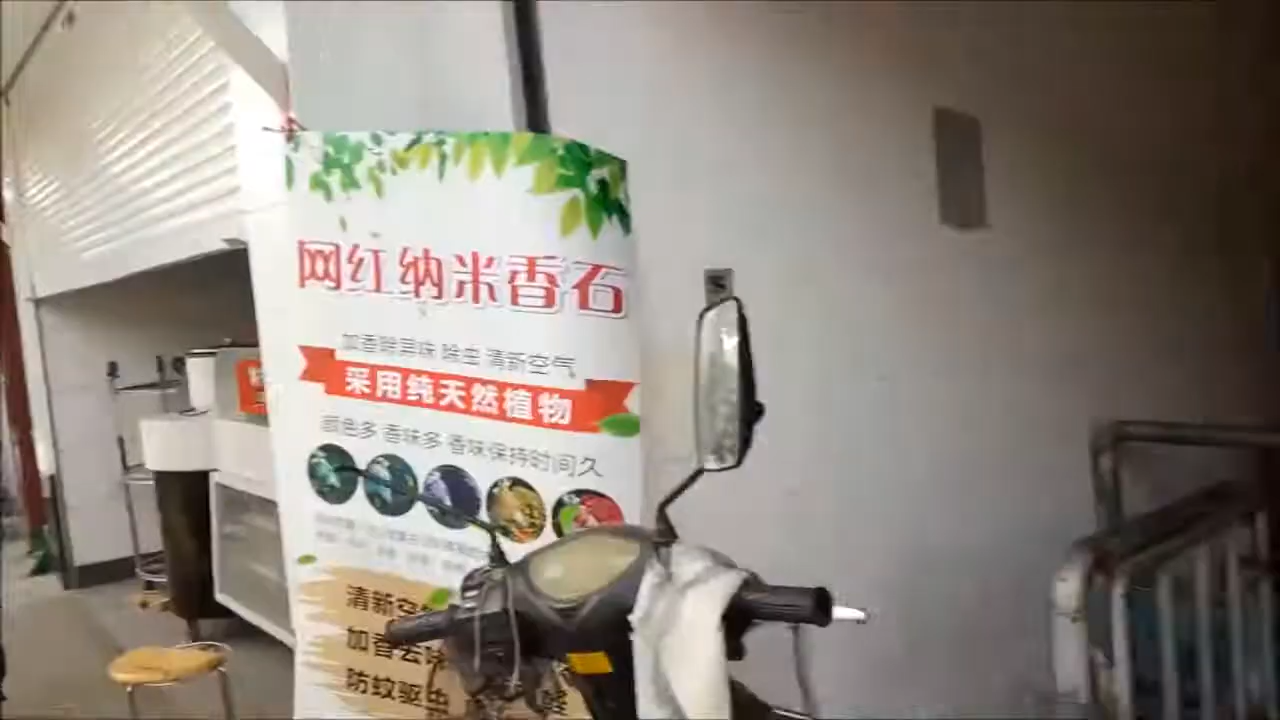 网红纳米香石
加香除异味 除虫 清新空气
采用纯天然植物
颜色多 香味多 香味保持时间久
清新空气
加香去味
防蚊驱虫